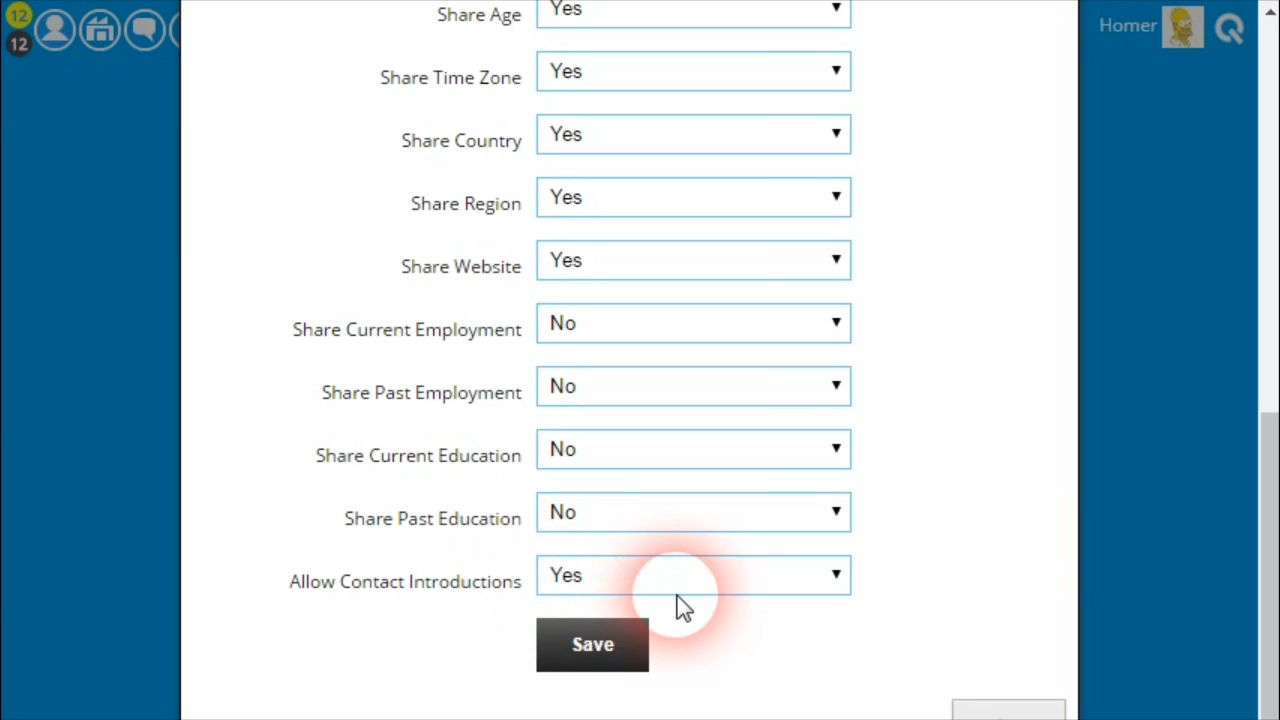 12
12
Homer
Share Age Yes
Share Time Zone Yes
Share Country Yes
Share Region Yes
Share Website Yes
Share Current Employment No
Share Past Employment No
Share Current Education No
Share Past Education No
Allow Contact Introductions Yes
Save